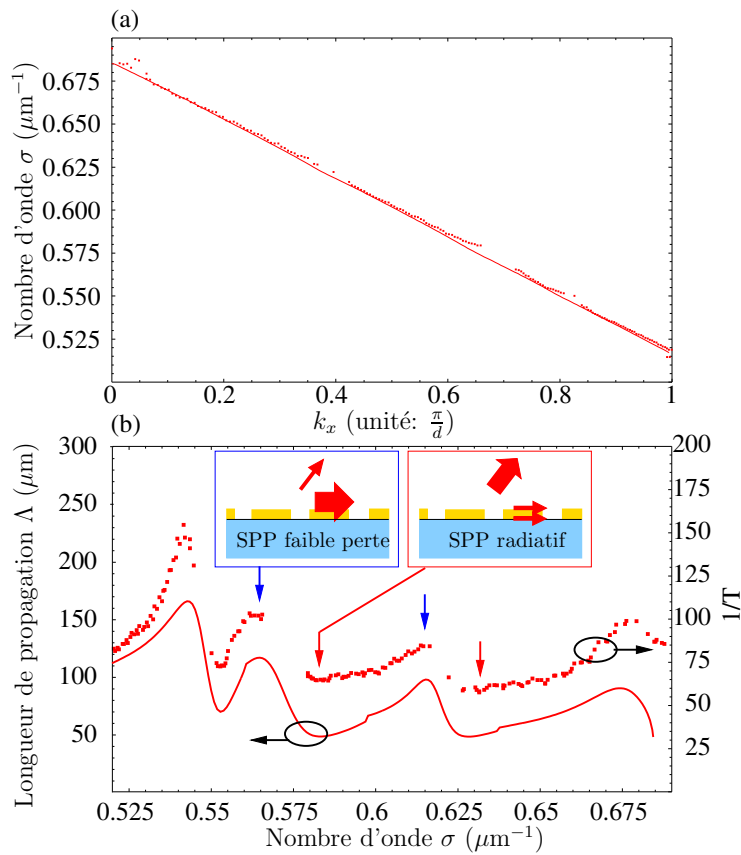 (a)
Nombre d'onde σ (μm⁻¹)
0.675
0.650
0.625
0.600
0.575
0.550
0.525
0 0.2 0.4 0.6 0.8 1
k_x (unité: π/d)
(b)
Longueur de propagation Λ (μm)
300
250
200
150
100
50
200
175
150
125
100
75
50
25
1/T
SPP faible perte
SPP radiatif
0.525 0.55 0.575 0.6 0.625 0.65 0.675
Nombre d'onde σ (μm⁻¹)